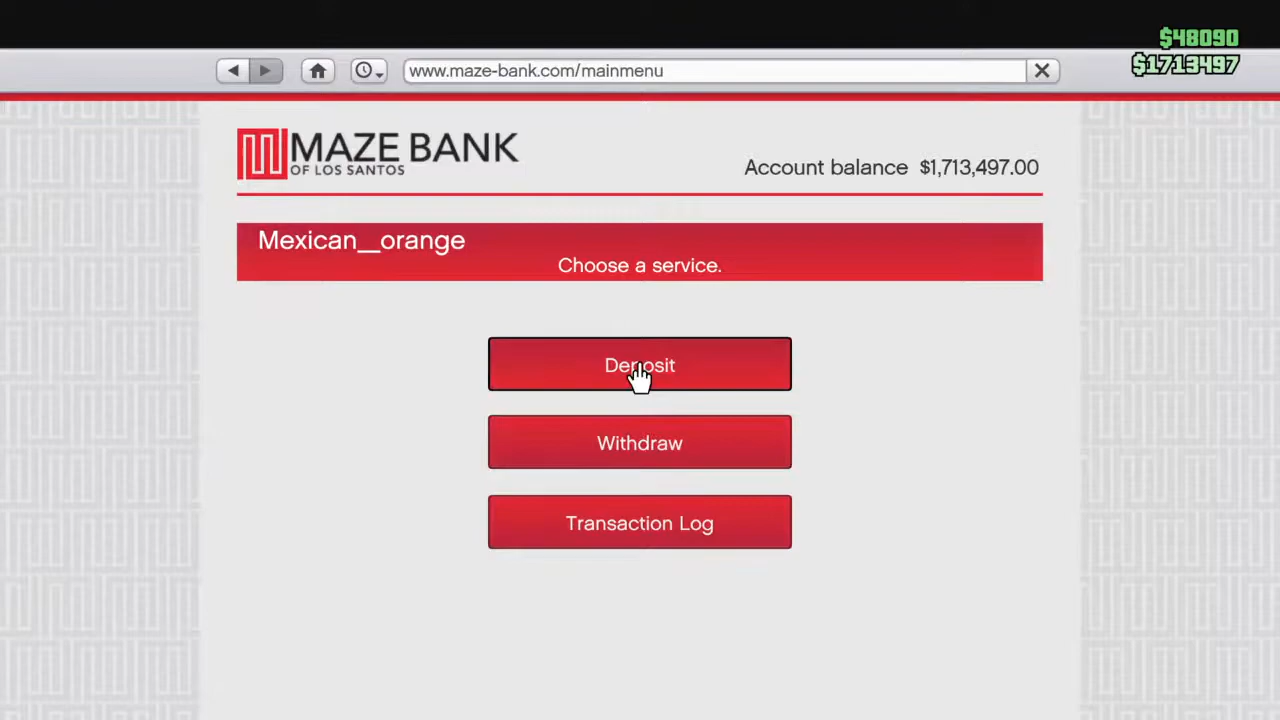 $48090
$1713497
www.maze-bank.com/mainmenu
MAZE BANK
OF LOS SANTOS
Account balance $1,713,497.00
Mexican__orange
Choose a service.
Deposit
Withdraw
Transaction Log